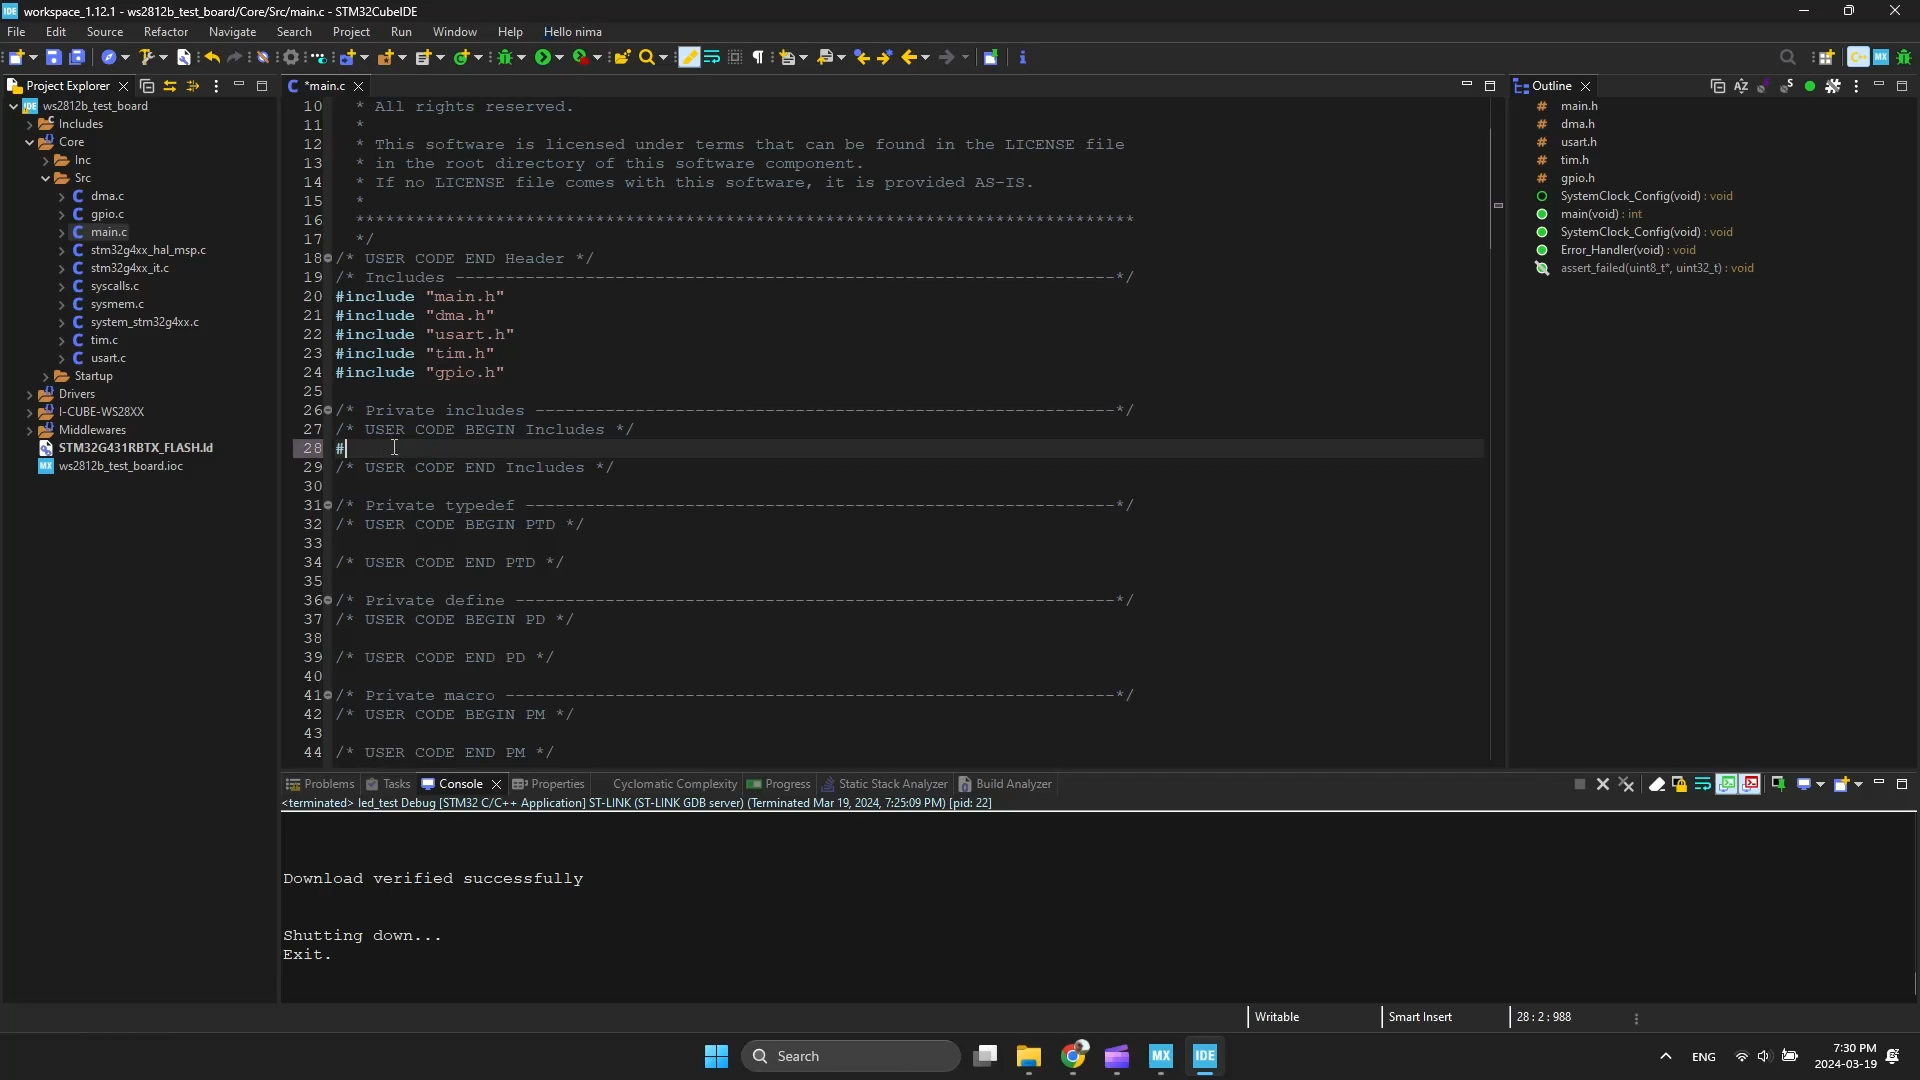 workspace_1.12.1 - ws2812b_test_board/Core/Src/main.c - STM32CubeIDE
File Edit Source Refactor Navigate Search Project Run Window Help Hello nima
Project Explorer
*main.c
Outline
ws2812b_test_board
Includes
Core
Inc
Src
dma.c
gpio.c
main.c
stm32g4xx_hal_msp.c
stm32g4xx_it.c
syscalls.c
sysmem.c
system_stm32g4xx.c
tim.c
usart.c
Startup
Drivers
I-CUBE-WS28XX
Middlewares
STM32G431RBTX_FLASH.ld
ws2812b_test_board.ioc
10 * All rights reserved.
11 *
12 * This software is licensed under terms that can be found in the LICENSE file
13 * in the root directory of this software component.
14 * If no LICENSE file comes with this software, it is provided AS-IS.
15 *
16 ******************************************************************************
17 */
18 /* USER CODE END Header */
19 /* Includes ------------------------------------------------------------------*/
20 #include "main.h"
21 #include "dma.h"
22 #include "usart.h"
23 #include "tim.h"
24 #include "gpio.h"
25
26 /* Private includes ----------------------------------------------------------*/
27 /* USER CODE BEGIN Includes */
28 #
29 /* USER CODE END Includes */
30
31 /* Private typedef -----------------------------------------------------------*/
32 /* USER CODE BEGIN PTD */
33
34 /* USER CODE END PTD */
35
36 /* Private define ------------------------------------------------------------*/
37 /* USER CODE BEGIN PD */
38
39 /* USER CODE END PD */
40
41 /* Private macro -------------------------------------------------------------*/
42 /* USER CODE BEGIN PM */
43
44 /* USER CODE END PM */
main.h
dma.h
usart.h
tim.h
gpio.h
SystemClock_Config(void) : void
main(void) : int
SystemClock_Config(void) : void
Error_Handler(void) : void
assert_failed(uint8_t*, uint32_t) : void
Problems Tasks Console Properties Cyclomatic Complexity Progress Static Stack Analyzer Build Analyzer
<terminated> led_test Debug [STM32 C/C++ Application] ST-LINK (ST-LINK GDB server) (Terminated Mar 19, 2024, 7:25:09 PM) [pid: 22]
Download verified successfully
Shutting down...
Exit.
Writable Smart Insert 28 : 2 : 988
Search
MX
IDE
ENG
7:30 PM
2024-03-19